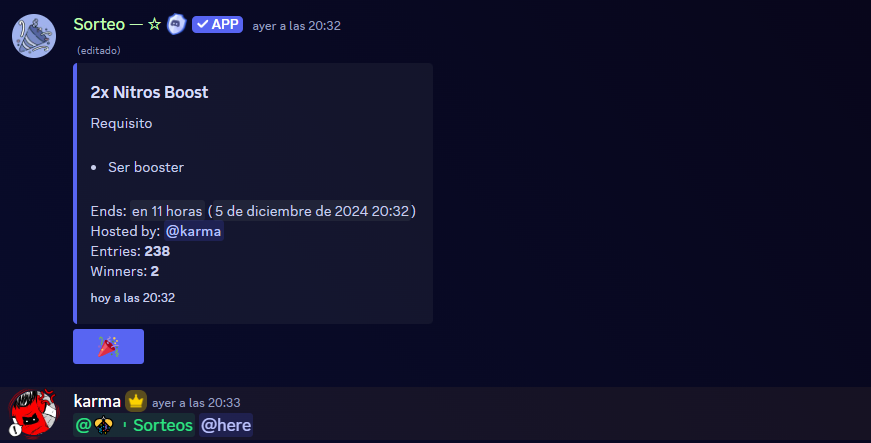 Sorteo — ☆ ✓ APP ayer a las 20:32
(editado)
2x Nitros Boost
Requisito
• Ser booster
Ends: en 11 horas (5 de diciembre de 2024 20:32)
Hosted by: @karma
Entries: 238
Winners: 2
hoy a las 20:32
karma ayer a las 20:33
@ Sorteos @here